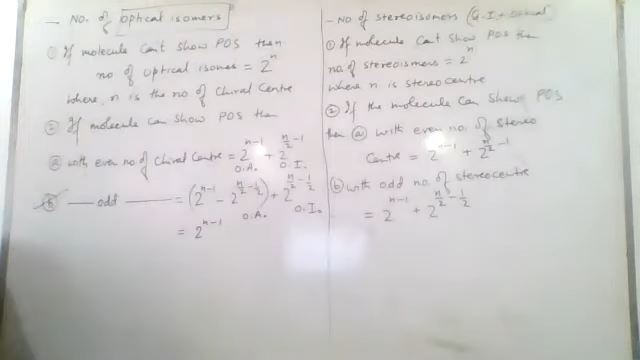 — No. of optical isomers
① If molecule can't show POS then
no of optical isomes = 2^n
where, n is the no of Chiral Centre
② If molecule can show POS then
ⓐ with even no. of Chiral Centre = 2^(n-1) + 2^(n/2 - 1)
O.A. O.I.
ⓑ — odd — = (2^(n-1) - 2^(n/2 - 1/2)) + 2^(n/2 - 1/2)
O.A. O.I.
= 2^(n-1)
- No of stereoisomers (G.I. + optical
① If molecule can't show POS then
no. of stereoisomers = 2^n
where n is stereocentre
② If the molecule can show POS
then ⓐ with even no. of stereo
Centre = 2^(n-1) + 2^(n/2 - 1)
ⓑ with odd no. of stereocentre
= 2^(n-1) + 2^(n/2 - 1/2)